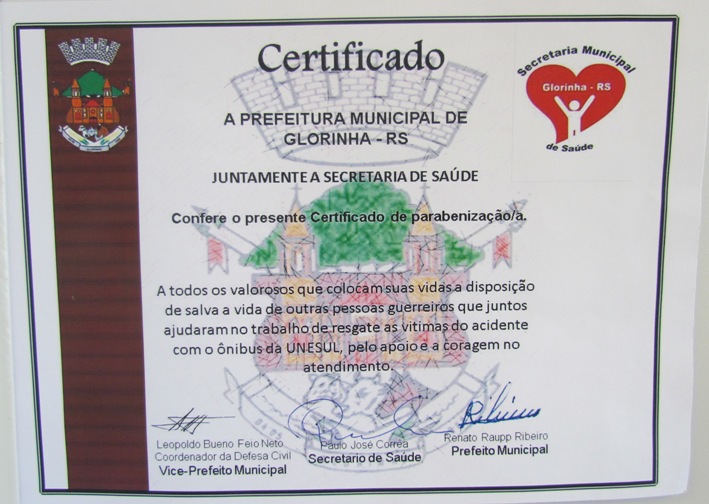 Certificado
Secretaria Municipal
Glorinha - RS
de Saúde
A PREFEITURA MUNICIPAL DE
GLORINHA - RS
JUNTAMENTE A SECRETARIA DE SAÚDE
Confere o presente Certificado de parabenização/a.
A todos os valorosos que colocam suas vidas a disposição
de salva a vida de outras pessoas guerreiros que juntos
ajudaram no trabalho de resgate as vitimas do acidente
com o ônibus da UNESUL, pelo apoio e a coragem no
atendimento.
Leopoldo Bueno Feio Neto
Coordenador da Defesa Civil
Vice-Prefeito Municipal
Paulo José Corrêa
Secretario de Saúde
Renato Raupp Ribeiro
Prefeito Municipal